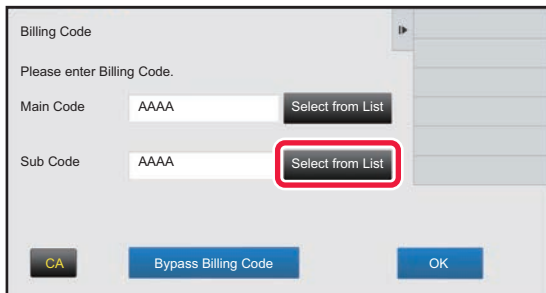 Billing Code
Please enter Billing Code.
Main Code AAAA Select from List
Sub Code AAAA Select from List
CA Bypass Billing Code OK